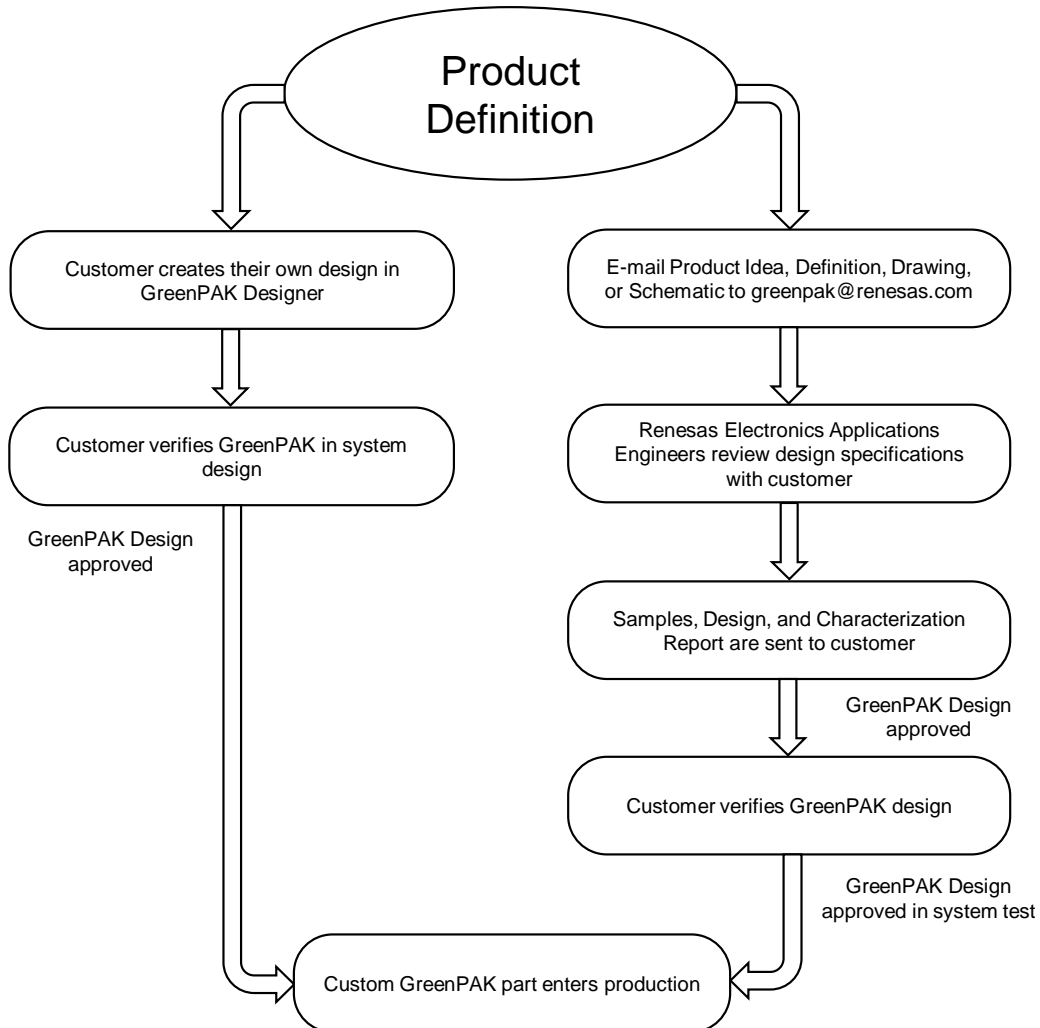 Product
Definition
Customer creates their own design in
GreenPAK Designer
Customer verifies GreenPAK in system
design
GreenPAK Design
approved
E-mail Product Idea, Definition, Drawing,
or Schematic to greenpak@renesas.com
Renesas Electronics Applications
Engineers review design specifications
with customer
Samples, Design, and Characterization
Report are sent to customer
GreenPAK Design
approved
Customer verifies GreenPAK design
GreenPAK Design
approved in system test
Custom GreenPAK part enters production